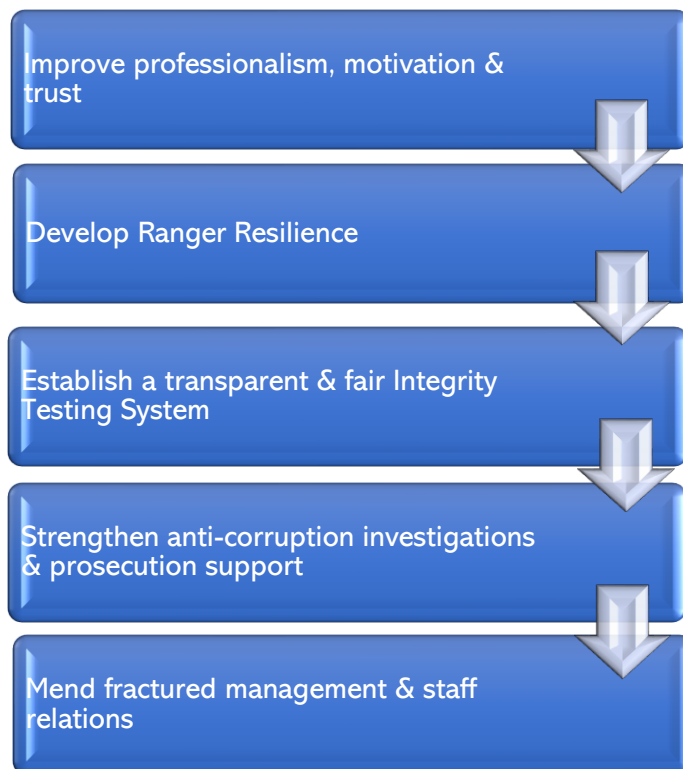 Improve professionalism, motivation &
trust
Develop Ranger Resilience
Establish a transparent & fair Integrity
Testing System
Strengthen anti-corruption investigations
& prosecution support
Mend fractured management & staff
relations